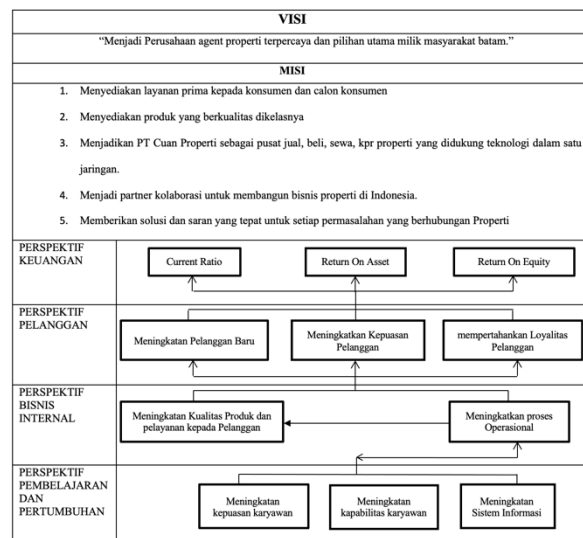 VISI
“Menjadi Perusahaan agent properti terpercaya dan pilihan utama milik masyarakat batam.”
MISI
1. Menyediakan layanan prima kepada konsumen dan calon konsumen
2. Menyediakan produk yang berkualitas dikelasnya
3. Menjadikan PT Cuan Properti sebagai pusat jual, beli, sewa, kpr properti yang didukung teknologi dalam satu
jaringan.
4. Menjadi partner kolaborasi untuk membangun bisnis properti di Indonesia.
5. Memberikan solusi dan saran yang tepat untuk setiap permasalahan yang berhubungan Properti
PERSPEKTIF
KEUANGAN
Current Ratio
Return On Asset
Return On Equity
PERSPEKTIF
PELANGGAN
Meningkatan Pelanggan Baru
Meningkatkan Kepuasan
Pelanggan
mempertahankan Loyalitas
Pelanggan
PERSPEKTIF
BISNIS
INTERNAL
Meningkatan Kualitas Produk dan
pelayanan kepada Pelanggan
Meningkatkan proses
Operasional
PERSPEKTIF
PEMBELAJARAN
DAN
PERTUMBUHAN
Meningkatan
kepuasan karyawan
Meningkatan
kapabilitas karyawan
Meningkatan
Sistem Informasi